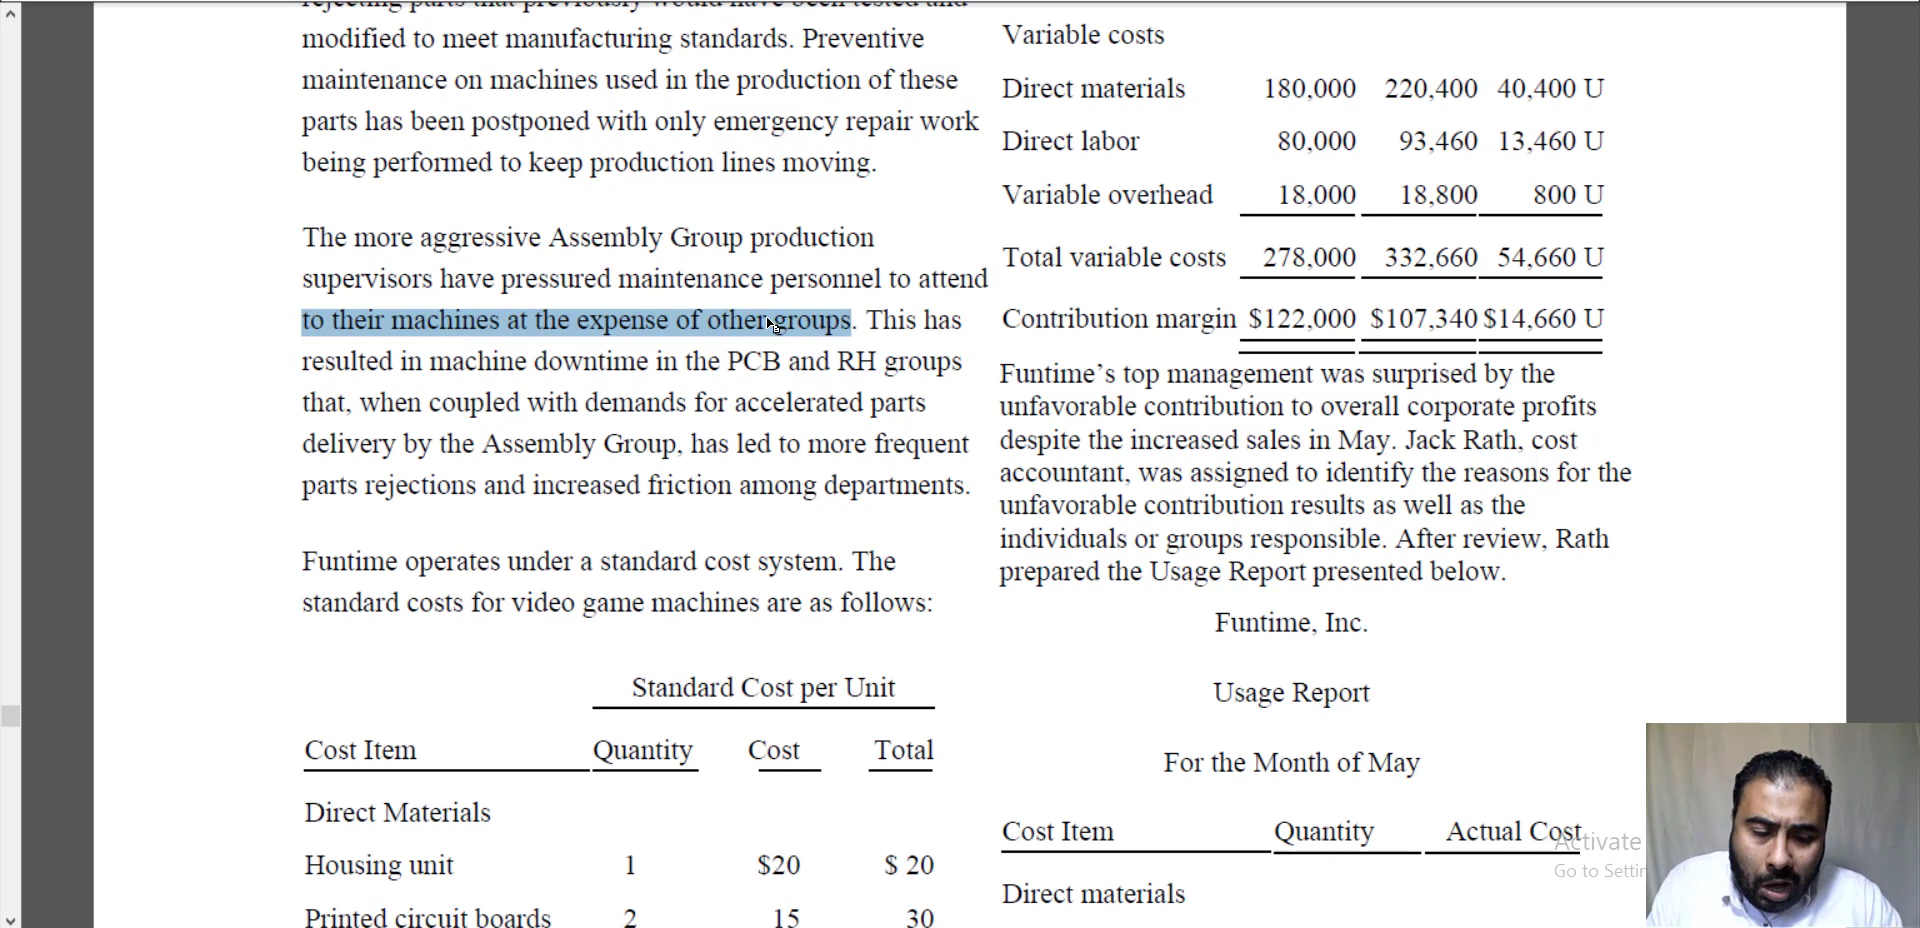 rejecting parts that previously would have been tested and
modified to meet manufacturing standards. Preventive
maintenance on machines used in the production of these
parts has been postponed with only emergency repair work
being performed to keep production lines moving.
The more aggressive Assembly Group production
supervisors have pressured maintenance personnel to attend
to their machines at the expense of other groups. This has
resulted in machine downtime in the PCB and RH groups
that, when coupled with demands for accelerated parts
delivery by the Assembly Group, has led to more frequent
parts rejections and increased friction among departments.
Funtime operates under a standard cost system. The
standard costs for video game machines are as follows:
Standard Cost per Unit
Cost Item Quantity Cost Total
Direct Materials
Housing unit 1 $20 $ 20
Printed circuit boards 2 15 30
Variable costs
Direct materials 180,000 220,400 40,400 U
Direct labor 80,000 93,460 13,460 U
Variable overhead 18,000 18,800 800 U
Total variable costs 278,000 332,660 54,660 U
Contribution margin $122,000 $107,340 $14,660 U
Funtime’s top management was surprised by the
unfavorable contribution to overall corporate profits
despite the increased sales in May. Jack Rath, cost
accountant, was assigned to identify the reasons for the
unfavorable contribution results as well as the
individuals or groups responsible. After review, Rath
prepared the Usage Report presented below.
Funtime, Inc.
Usage Report
For the Month of May
Cost Item Quantity Actual Cost
Direct materials
Activate
Go to Settin